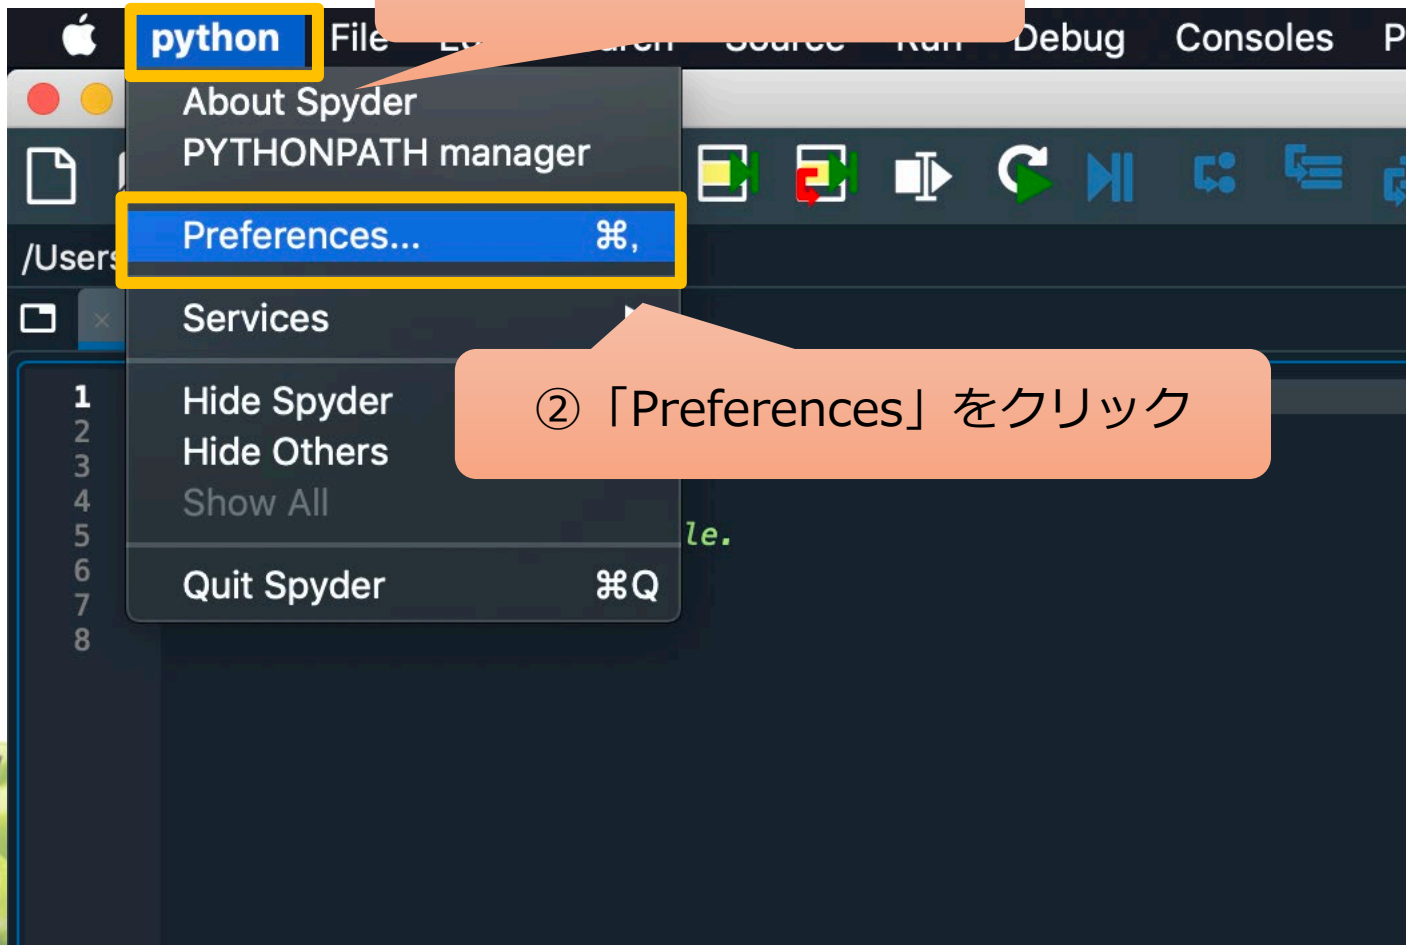 python File Debug Consoles P
About Spyder
PYTHONPATH manager
Preferences... ⌘,
/Users
Services
②「Preferences」をクリック
Hide Spyder
Hide Others
Show All
Quit Spyder ⌘Q
1
2
3
4
5 le.
6
7
8